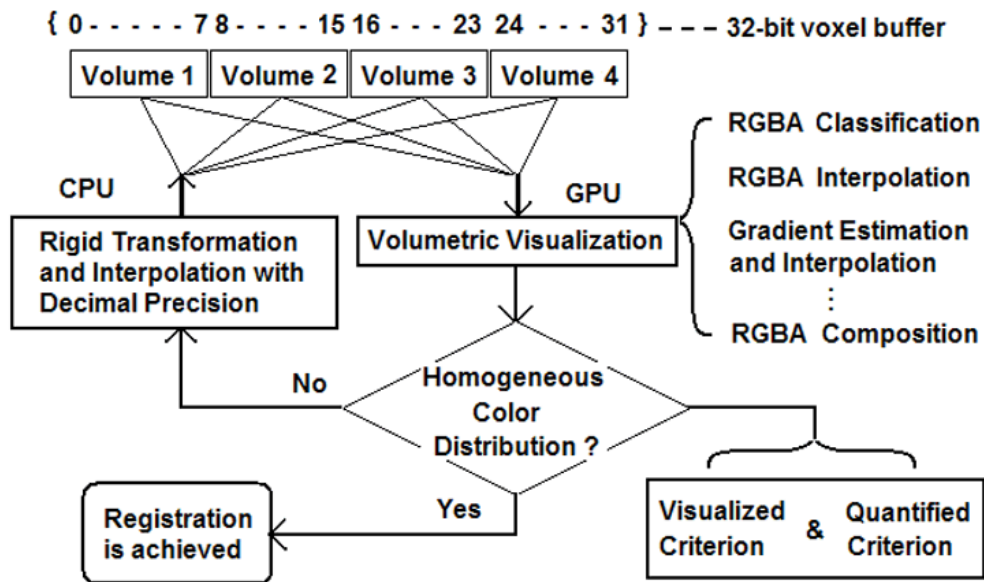 { 0 - - - - - 7 8 - - - - 15 16 - - - 23 24 - - - 31 } - - - 32-bit voxel buffer
Volume 1 Volume 2 Volume 3 Volume 4
RGBA Classification
CPU
GPU
RGBA Interpolation
Rigid Transformation
and Interpolation with
Decimal Precision
Volumetric Visualization
Gradient Estimation
and Interpolation
⋮
RGBA Composition
No
Homogeneous
Color
Distribution ?
Yes
Registration
is achieved
Visualized
Criterion
&
Quantified
Criterion